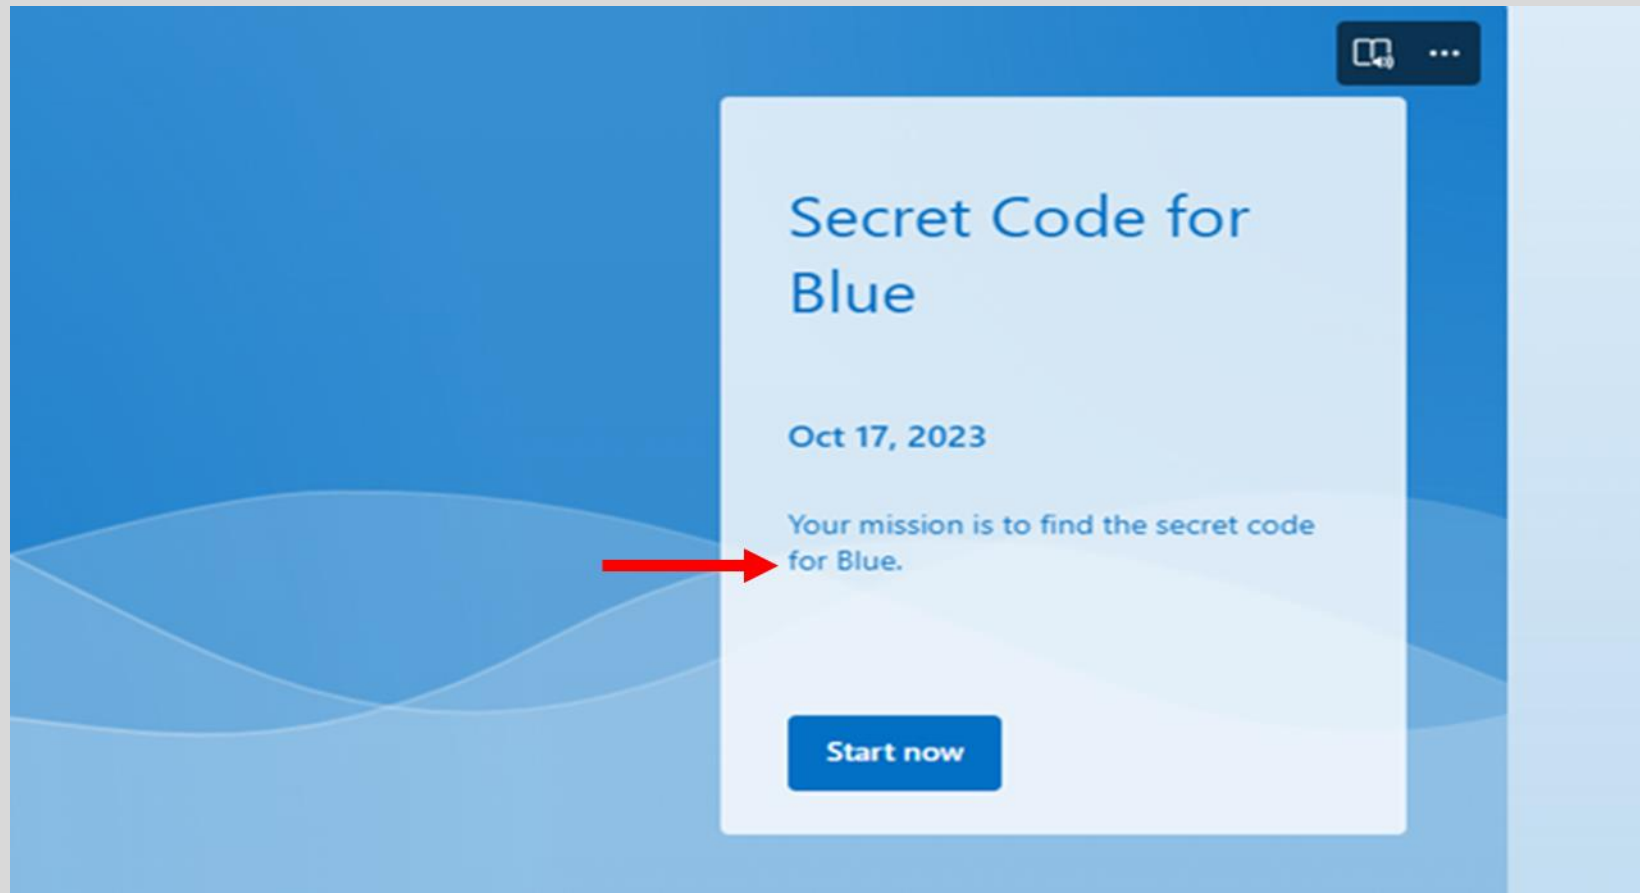 Secret Code for
Blue
Oct 17, 2023
Your mission is to find the secret code
for Blue.
Start now